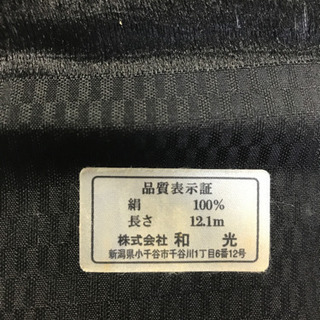 品質表示証
絹 100%
長さ 12.1m
株式会社 和 光
新潟県小千谷市千谷川1丁目6番12号